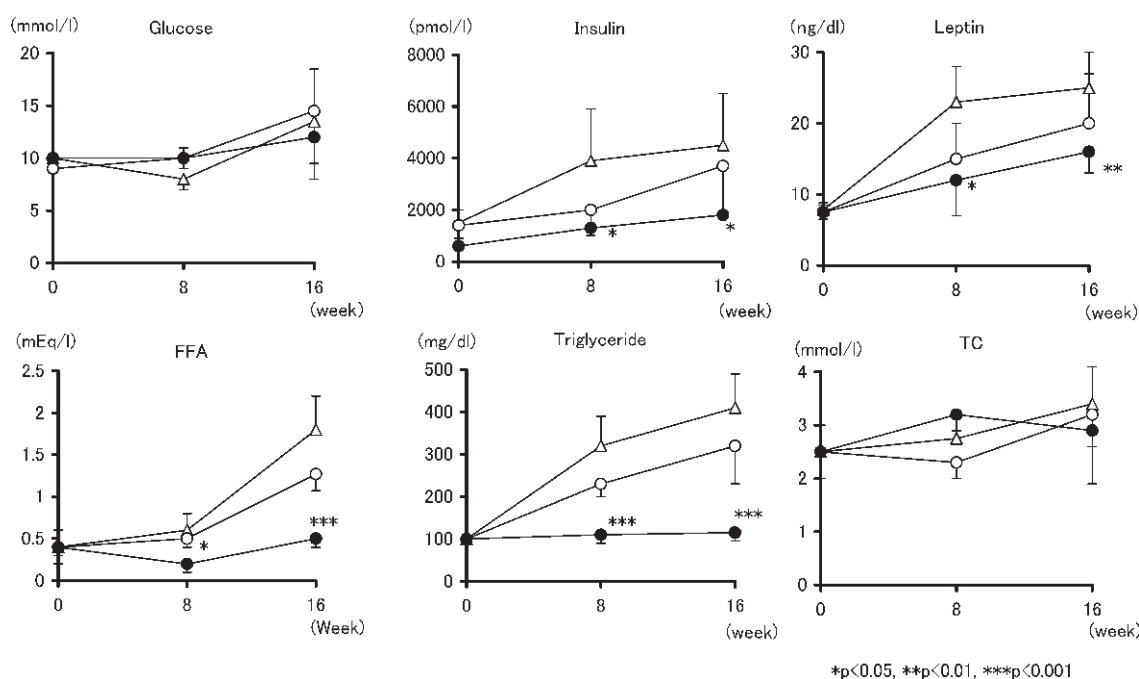 (mmol/l)
Glucose
20
15
10
5
0
0 8 16
(week)
(pmol/l)
Insulin
8000
6000
4000
2000
0
*
*
0 8 16
(week)
(ng/dl)
Leptin
30
20
10
0
*
**
0 8 16
(week)
(mEq/l)
FFA
2.5
2
1.5
1
0.5
0
*
***
0 8 16
(Week)
(mg/dl)
Triglyceride
500
400
300
200
100
0
***
***
0 8 16
(week)
(mmol/l)
TC
4
2
0
0 8 16
(week)
*p<0.05, **p<0.01, ***p<0.001